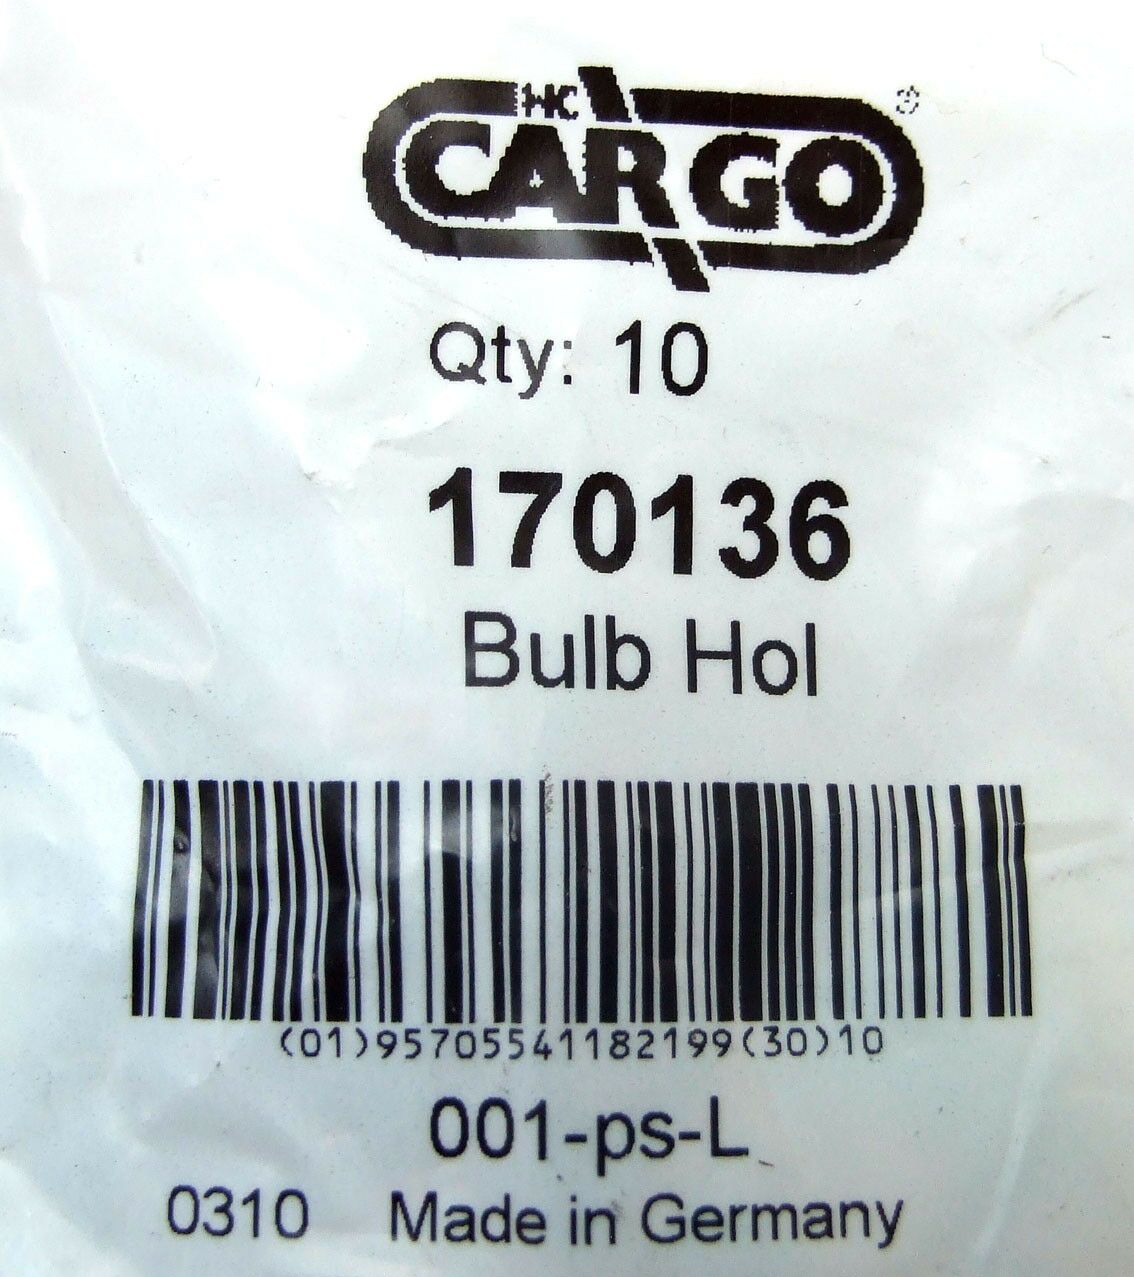 HC
CARGO®
Qty: 10
170136
Bulb Hol
(01)95705541182199(30)10
001-ps-L
0310 Made in Germany